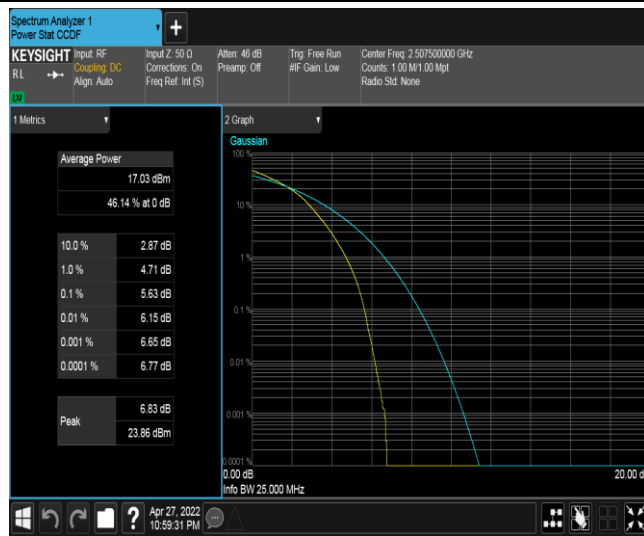 Spectrum Analyzer 1
Power Stat CCDF
+
KEYSIGHT
RL
Input: RF
Coupling: DC
Align: Auto
Input Z: 50 Ω
Corrections: On
Freq Ref: Int (S)
Atten: 46 dB
Preamp: Off
Trig: Free Run
#IF Gain: Low
Center Freq: 2.507500000 GHz
Counts: 1.00 M/1.00 Mpt
Radio Std: None
1 Metrics
Average Power
17.03 dBm
46.14 % at 0 dB
10.0 % 2.87 dB
1.0 % 4.71 dB
0.1 % 5.63 dB
0.01 % 6.15 dB
0.001 % 6.65 dB
0.0001 % 6.77 dB
Peak
6.83 dB
23.86 dBm
2 Graph
Gaussian
100 %
10 %
1 %
0.1 %
0.01 %
0.001 %
0.0001 %
0.00 dB
20.00 d
Info BW 25.000 MHz
?
Apr 27, 2022
10:59:31 PM